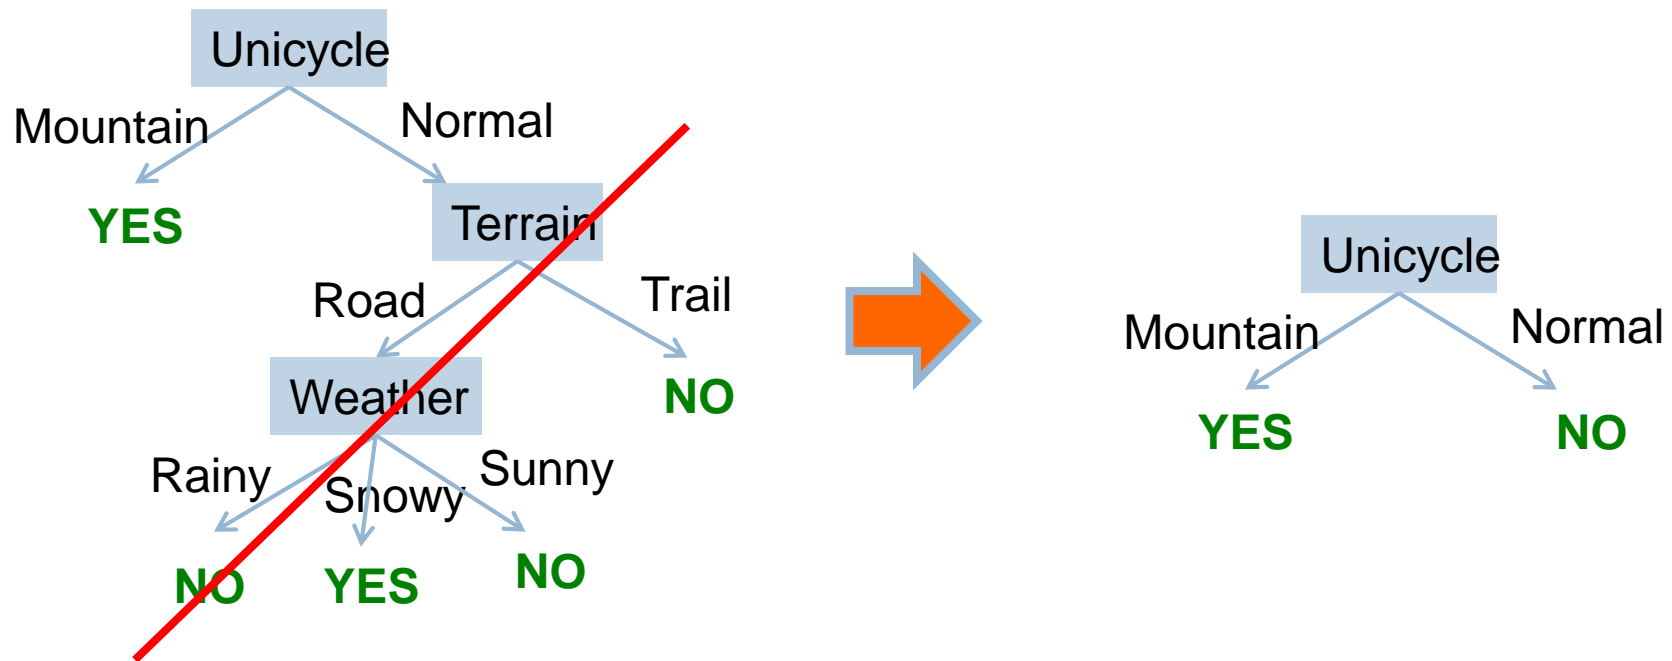 Unicycle
Mountain
Normal
YES
Terrain
Road
Trail
Weather
NO
Rainy
Snowy
Sunny
NO
YES
NO
Unicycle
Mountain
Normal
YES
NO